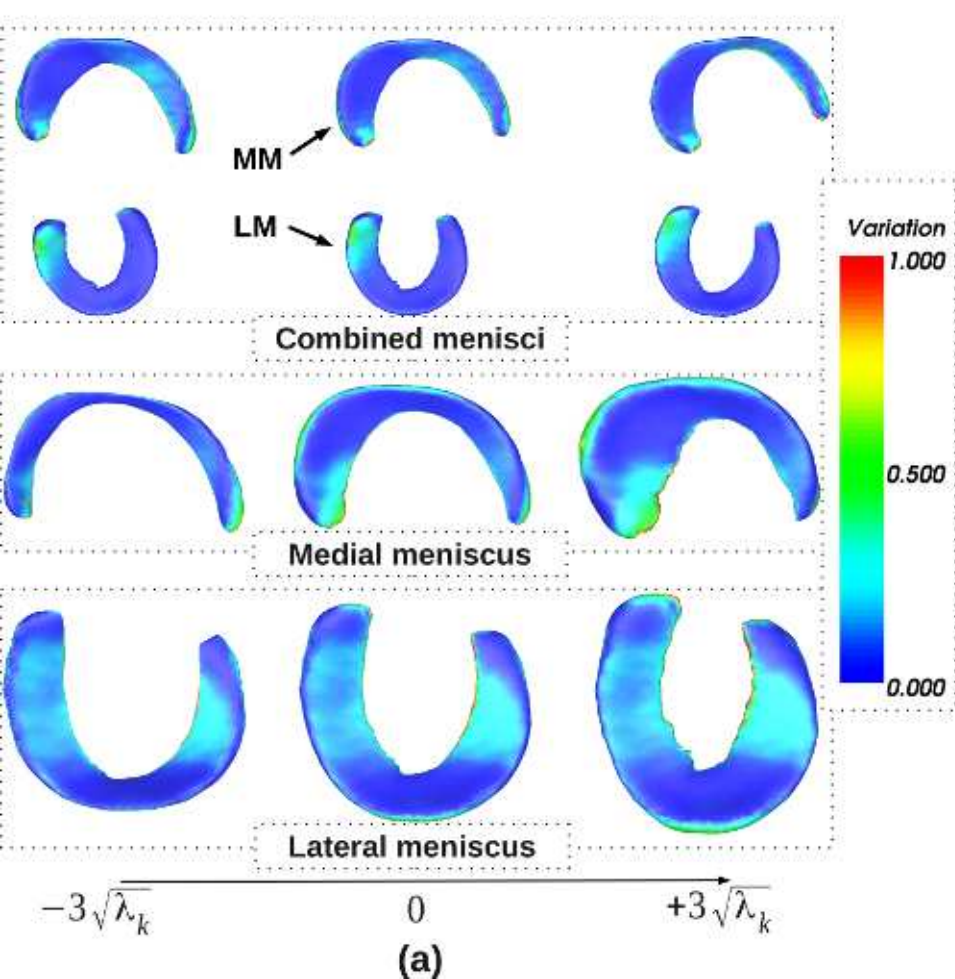 MM
LM
Variation
1.000
Combined menisci
0.500
Medial meniscus
0.000
Lateral meniscus
−3√λk 0 +3√λk
(a)